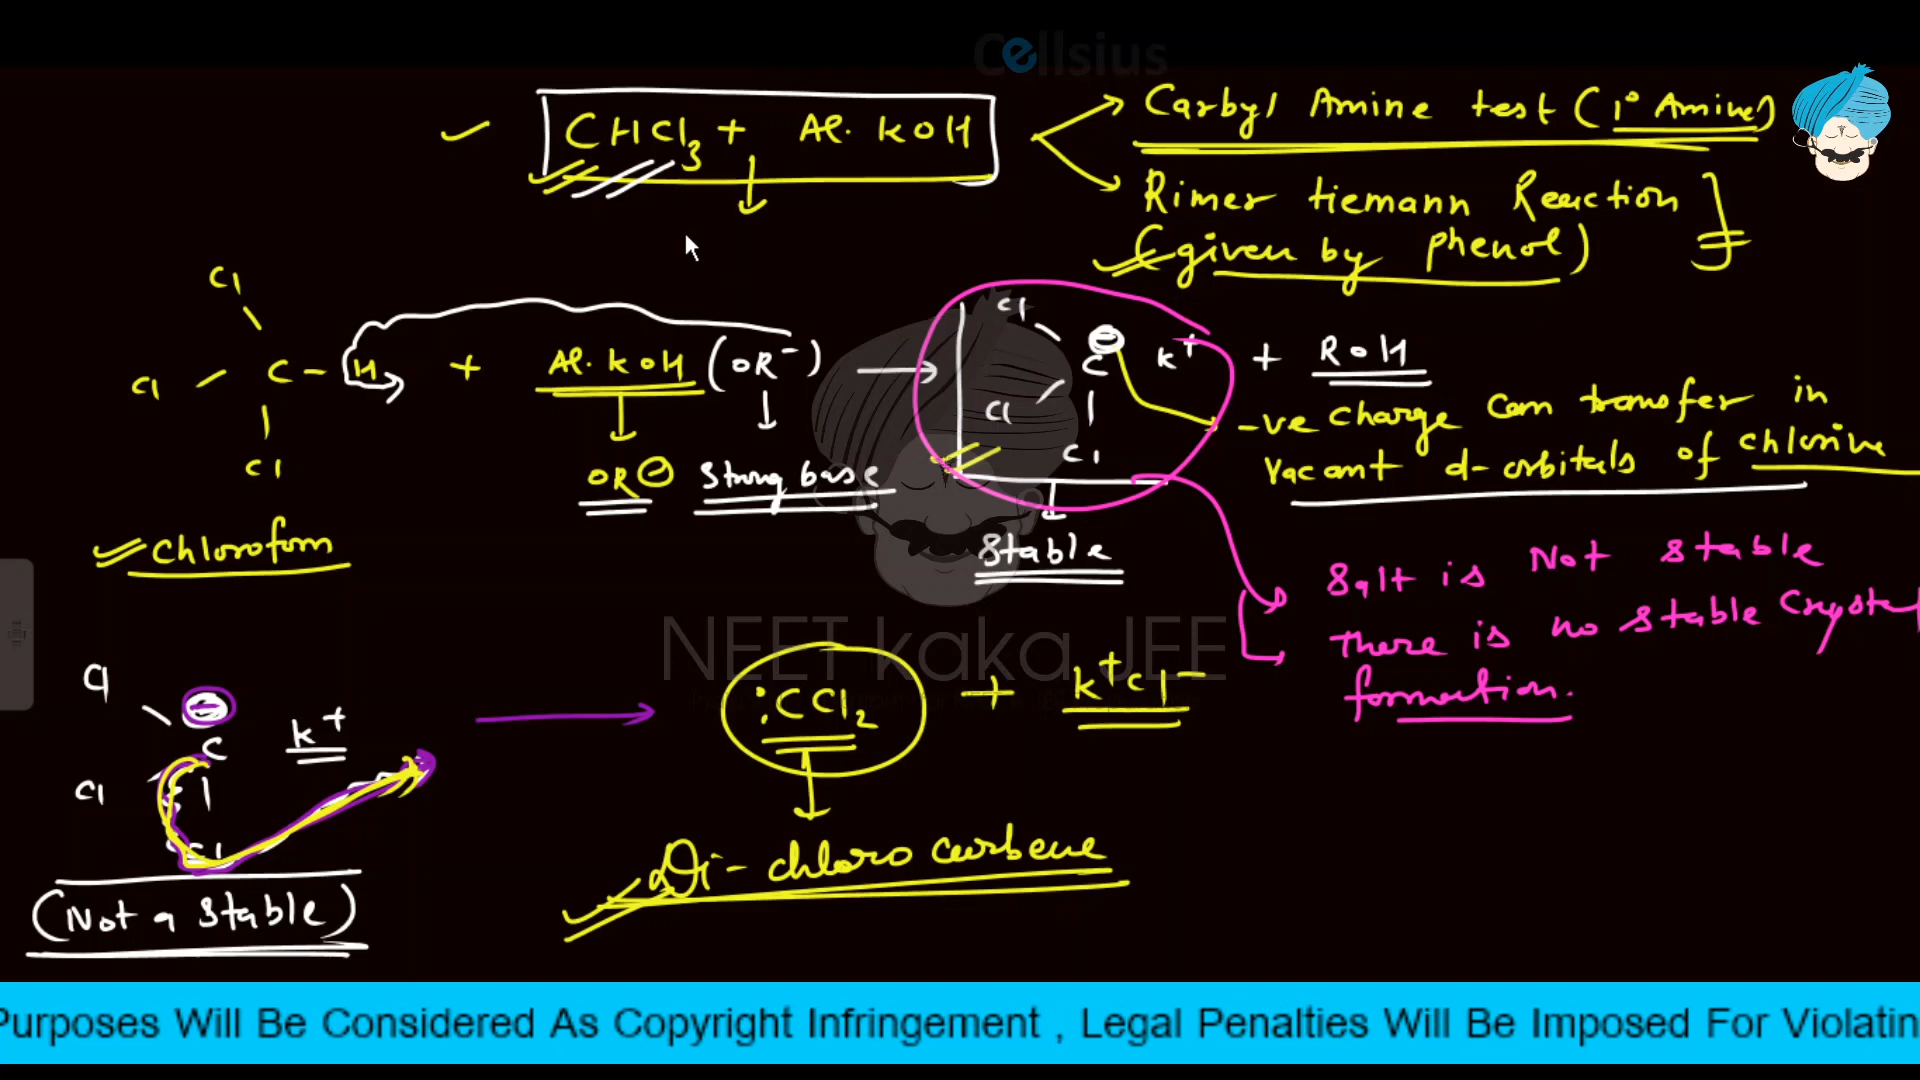 Cellsius
CHCl3 + Al. KOH
Carbyl Amine test (1° Amine)
Rimer tiemann Reaction
(given by phenol)
Cl
Cl - C - H + Al. KOH (OR⁻) → Cl Cl C⊖ K⁺ + ROH
Cl
Cl
OR⊖ Strong base
-ve charge can transfer in
vacant d-orbitals of chlorine
Chloroform
Stable
Salt is Not stable
There is no stable Crystal
formation.
NEET kaka JEE
Cl
⊖
C K⁺ → :CCl2 + K⁺Cl⁻
Cl
Cl
(Not a stable)
Di-chloro carbene
Purposes Will Be Considered As Copyright Infringement , Legal Penalties Will Be Imposed For Violatin